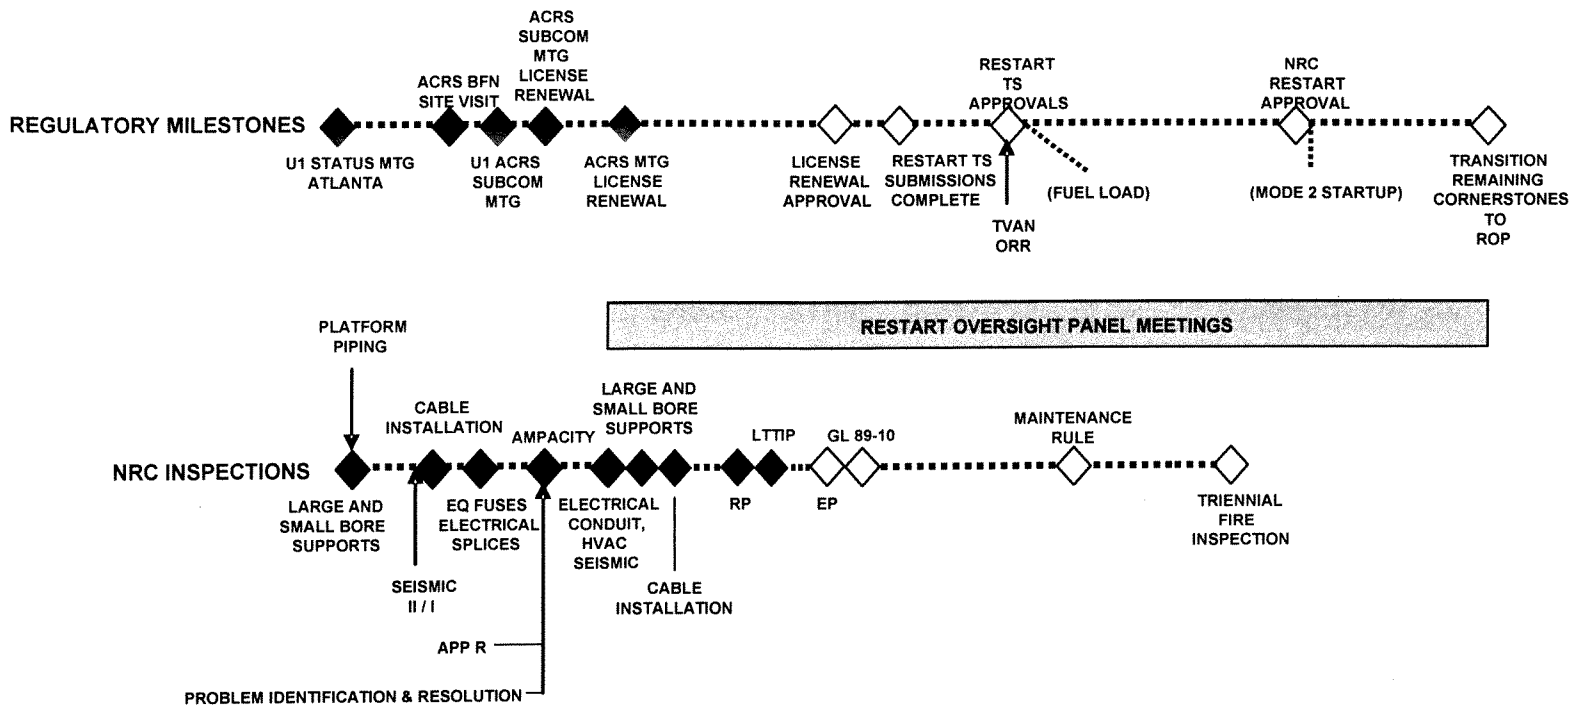 ACRS
SUBCOM
MTG
LICENSE
RENEWAL
ACRS BFN
SITE VISIT
RESTART
TS
APPROVALS
NRC
RESTART
APPROVAL
REGULATORY MILESTONES
U1 STATUS MTG
ATLANTA
U1 ACRS
SUBCOM
MTG
ACRS MTG
LICENSE
RENEWAL
LICENSE
RENEWAL
APPROVAL
RESTART TS
SUBMISSIONS
COMPLETE
TVAN
ORR
(FUEL LOAD)
(MODE 2 STARTUP)
TRANSITION
REMAINING
CORNERSTONES
TO
ROP
RESTART OVERSIGHT PANEL MEETINGS
PLATFORM
PIPING
CABLE
INSTALLATION
AMPACITY
LARGE AND
SMALL BORE
SUPPORTS
LTTIP
GL 89-10
MAINTENANCE
RULE
NRC INSPECTIONS
LARGE AND
SMALL BORE
SUPPORTS
SEISMIC
II / I
EQ FUSES
ELECTRICAL
SPLICES
ELECTRICAL
CONDUIT,
HVAC
SEISMIC
CABLE
INSTALLATION
RP
EP
TRIENNIAL
FIRE
INSPECTION
APP R
PROBLEM IDENTIFICATION & RESOLUTION